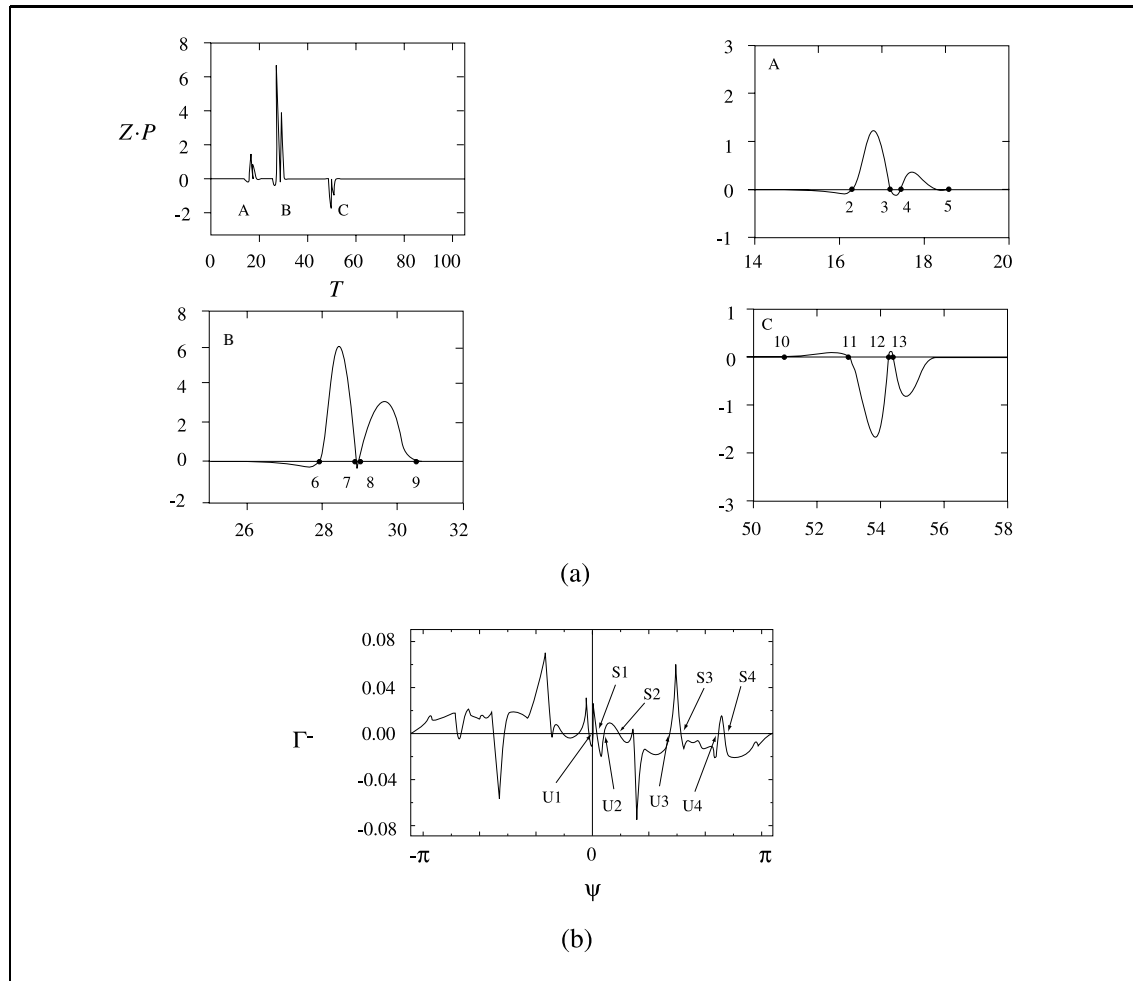 8
6
4
2
0
-2
Z·P
A B C
0 20 40 60 80 100
T
3
2
1
0
-1
A
2 3 4 5
14 16 18 20
8
6
4
2
0
-2
B
6 7 8 9
26 28 30 32
1
0
-1
-2
-3
C
10 11 12 13
50 52 54 56 58
(a)
0.08
0.04
0.00
-0.04
-0.08
Γ-
S1 S2 S3 S4
U1 U2 U3 U4
-π 0 π
ψ
(b)